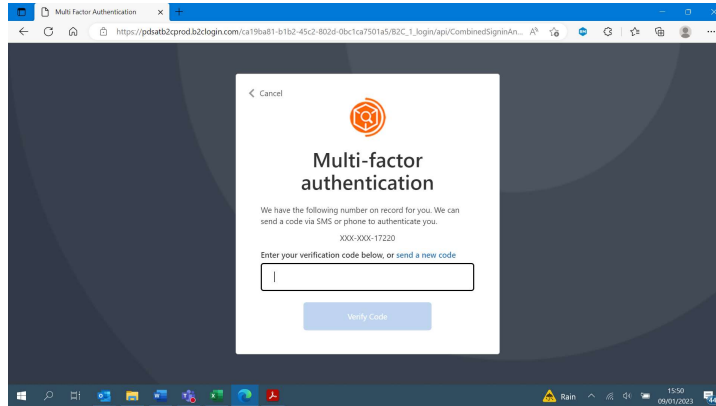 Multi Factor Authentication
https://pdsatb2cprod.b2clogin.com/ca19ba81-b1b2-45c2-802d-0bc1ca7501a5/B2C_1_login/api/CombinedSigninAn...
Cancel
Multi-factor
authentication
We have the following number on record for you. We can
send a code via SMS or phone to authenticate you.
XXX-XXX-17220
Enter your verification code below, or send a new code
Verify Code
Rain
15:50
09/01/2023
44